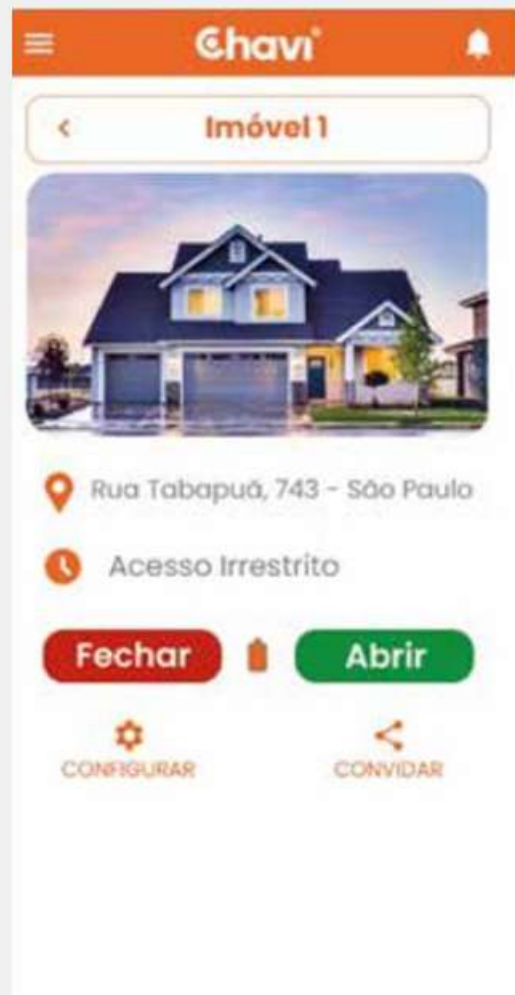 Chavi®
Imóvel 1
Rua Tabapuã, 743 - São Paulo
Acesso Irrestrito
Fechar
Abrir
CONFIGURAR
CONVIDAR